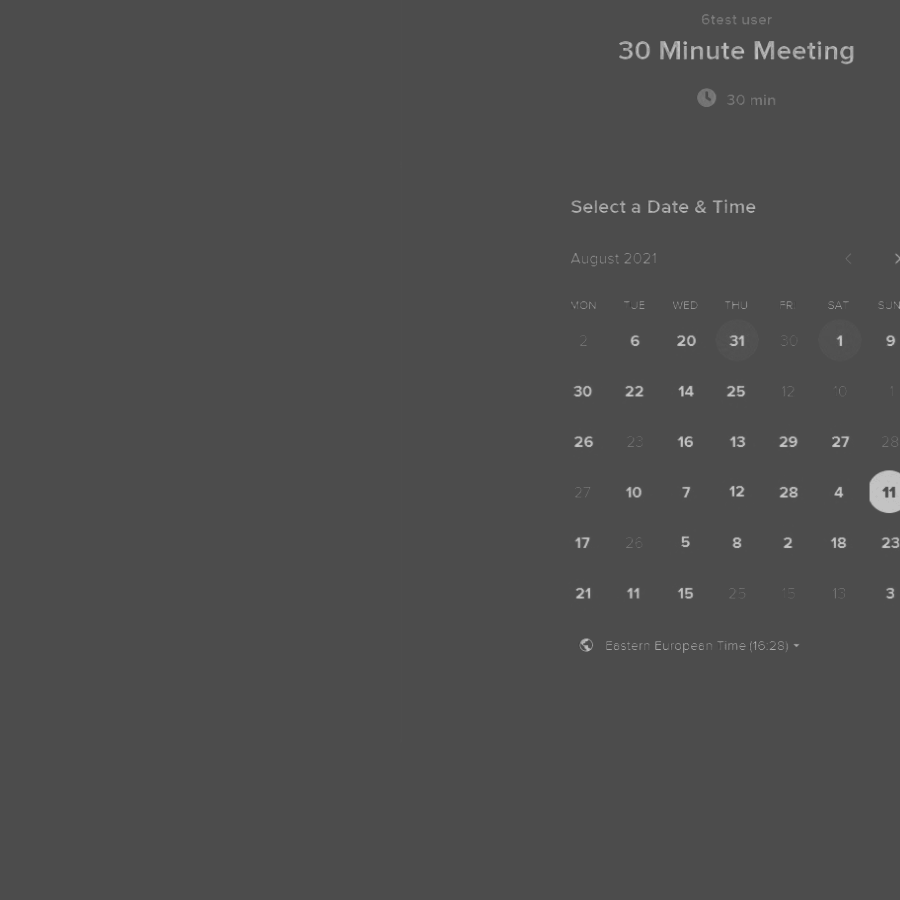 6test user
30 Minute Meeting
30 min
Select a Date & Time
August 2021
MON TUE WED THU FRI SAT SUN
2 6 20 31 30 1 9
30 22 14 25 12 10 1
26 23 16 13 29 27 28
27 10 7 12 28 4 11
17 26 5 8 2 18 23
21 11 15 25 15 13 3
Eastern European Time (16:28)